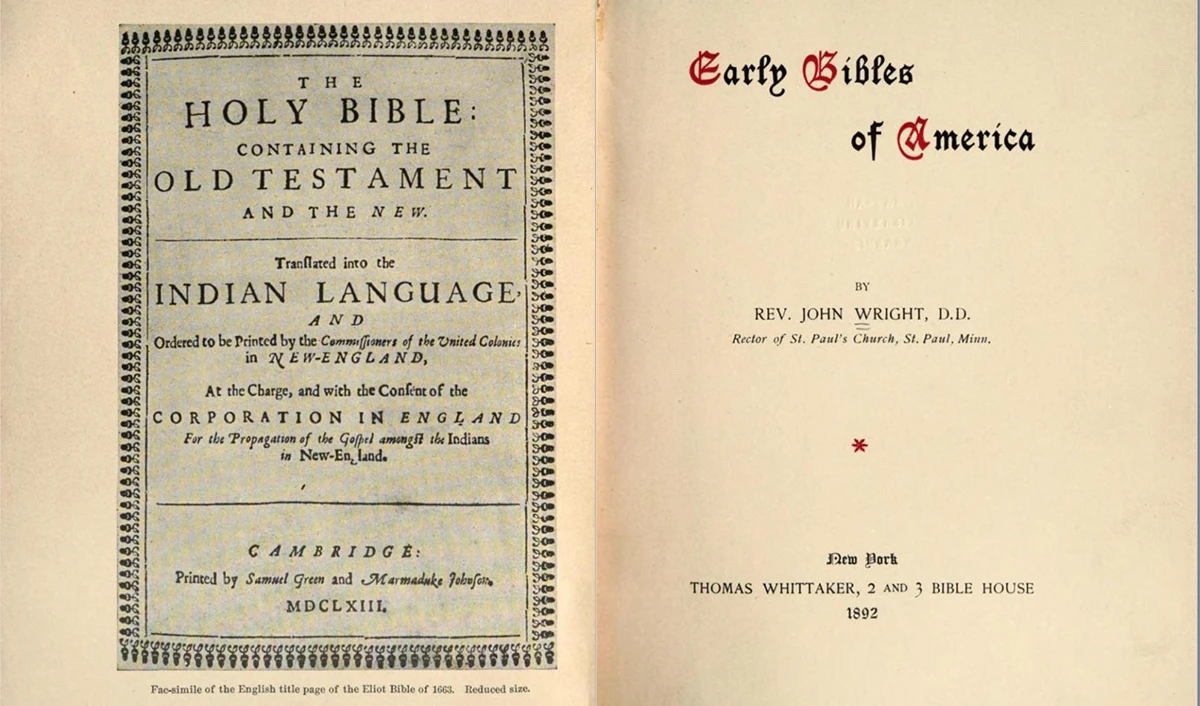 THE
HOLY BIBLE:
CONTAINING THE
OLD TESTAMENT
AND THE NEW.
Tranſlated into the
INDIAN LANGUAGE,
AND
Ordered to be Printed by the Commiſſioners of the United Colonies
in NEW-ENGLAND,
At the Charge, and with the Conſent of the
CORPORATION IN ENGLAND
For the Propagation of the Goſpel amongſt the Indians
in New-England.
CAMBRIDGE:
Printed by Samuel Green and Marmaduke Johnſon.
MDCLXIII.
Fac-simile of the English title page of the Eliot Bible of 1663. Reduced size.
Early Bibles
of America
BY
REV. JOHN WRIGHT, D.D.
Rector of St. Paul's Church, St. Paul, Minn.
*
New York
THOMAS WHITTAKER, 2 AND 3 BIBLE HOUSE
1892